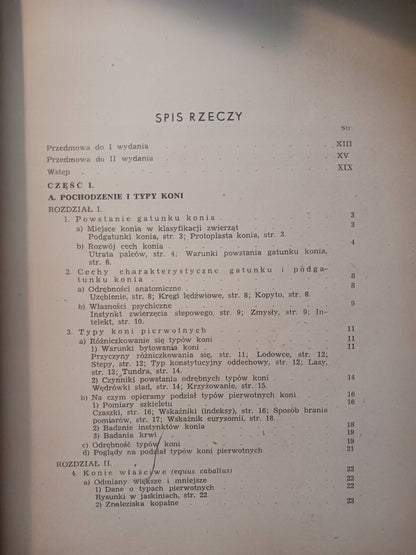 SPIS RZECZY
Str.
Przedmowa do I wydania XIII
Przedmowa do II wydania XV
Wstęp XIX
CZĘŚĆ I.
A. POCHODZENIE I TYPY KONI
ROZDZIAŁ I.
1. Powstanie gatunku konia 3
a) Miejsce konia w klasyfikacji zwierząt 3
Podgatunki konia, str. 3; Protoplasta konia, str. 3.
b) Rozwój cech konia 4
Utrata palców, str. 4; Warunki powstania gatunku konia,
str. 6.
2. Cechy charakterystyczne gatunku i podga-
tunku konia 8
a) Odrębności anatomiczne 8
Uzębienie, str. 8; Kręgi lędźwiowe, str. 8; Kopyto, str. 8.
b) Własności psychiczne 9
Instynkt zwierzęcia stepowego, str. 9; Zmysły, str. 9; In-
telekt, str. 10.
3. Typy koni pierwotnych 11
a) Różniczkowanie się typów koni 11
1) Warunki bytowania koni 11
Przyczyny różniczkowania się, str. 11; Lodowce, str. 12;
Stepy, str. 12; Typ konstytucyjny oddechowy, str. 12; Lasy,
str. 13; Tundra, str. 14.
2) Czynniki powstania odrębnych typów koni 14
Wędrówki stad, str. 14; Krzyżowanie, str. 15.
b) Na czym opieramy podział typów pierwotnych koni 16
1) Pomiary szkieletu 16
Czaszki, str. 16; Wskaźniki (indeksy), str. 16; Sposób brania
pomiarów, str. 17; Wskaźnik eurysomii, str. 18.
2) Badanie instynktów konia 18
3) Badania krwi 19
c) Odrębność typów koni 19
d) Poglądy na podział typów koni pierwotnych 21
ROZDZIAŁ II.
4. Konie właściwe (equus caballus) 22
a) Odmiany większe i mniejsze 22
1) Dane o typach pierwotnych 22
Rysunki w jaskiniach, str. 22
2) Znaleziska kopalne 23